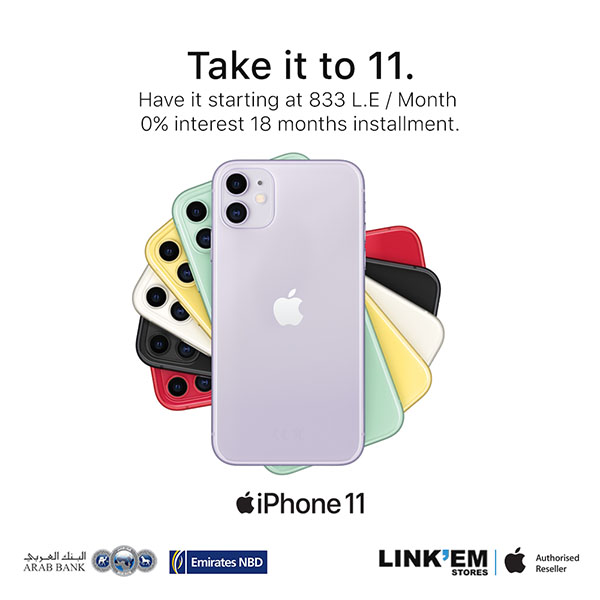 Take it to 11.
Have it starting at 833 L.E / Month
0% interest 18 months installment.
iPhone 11
البنك العربي
ARAB BANK
Emirates NBD
LINK'EM
STORES
Authorised
Reseller